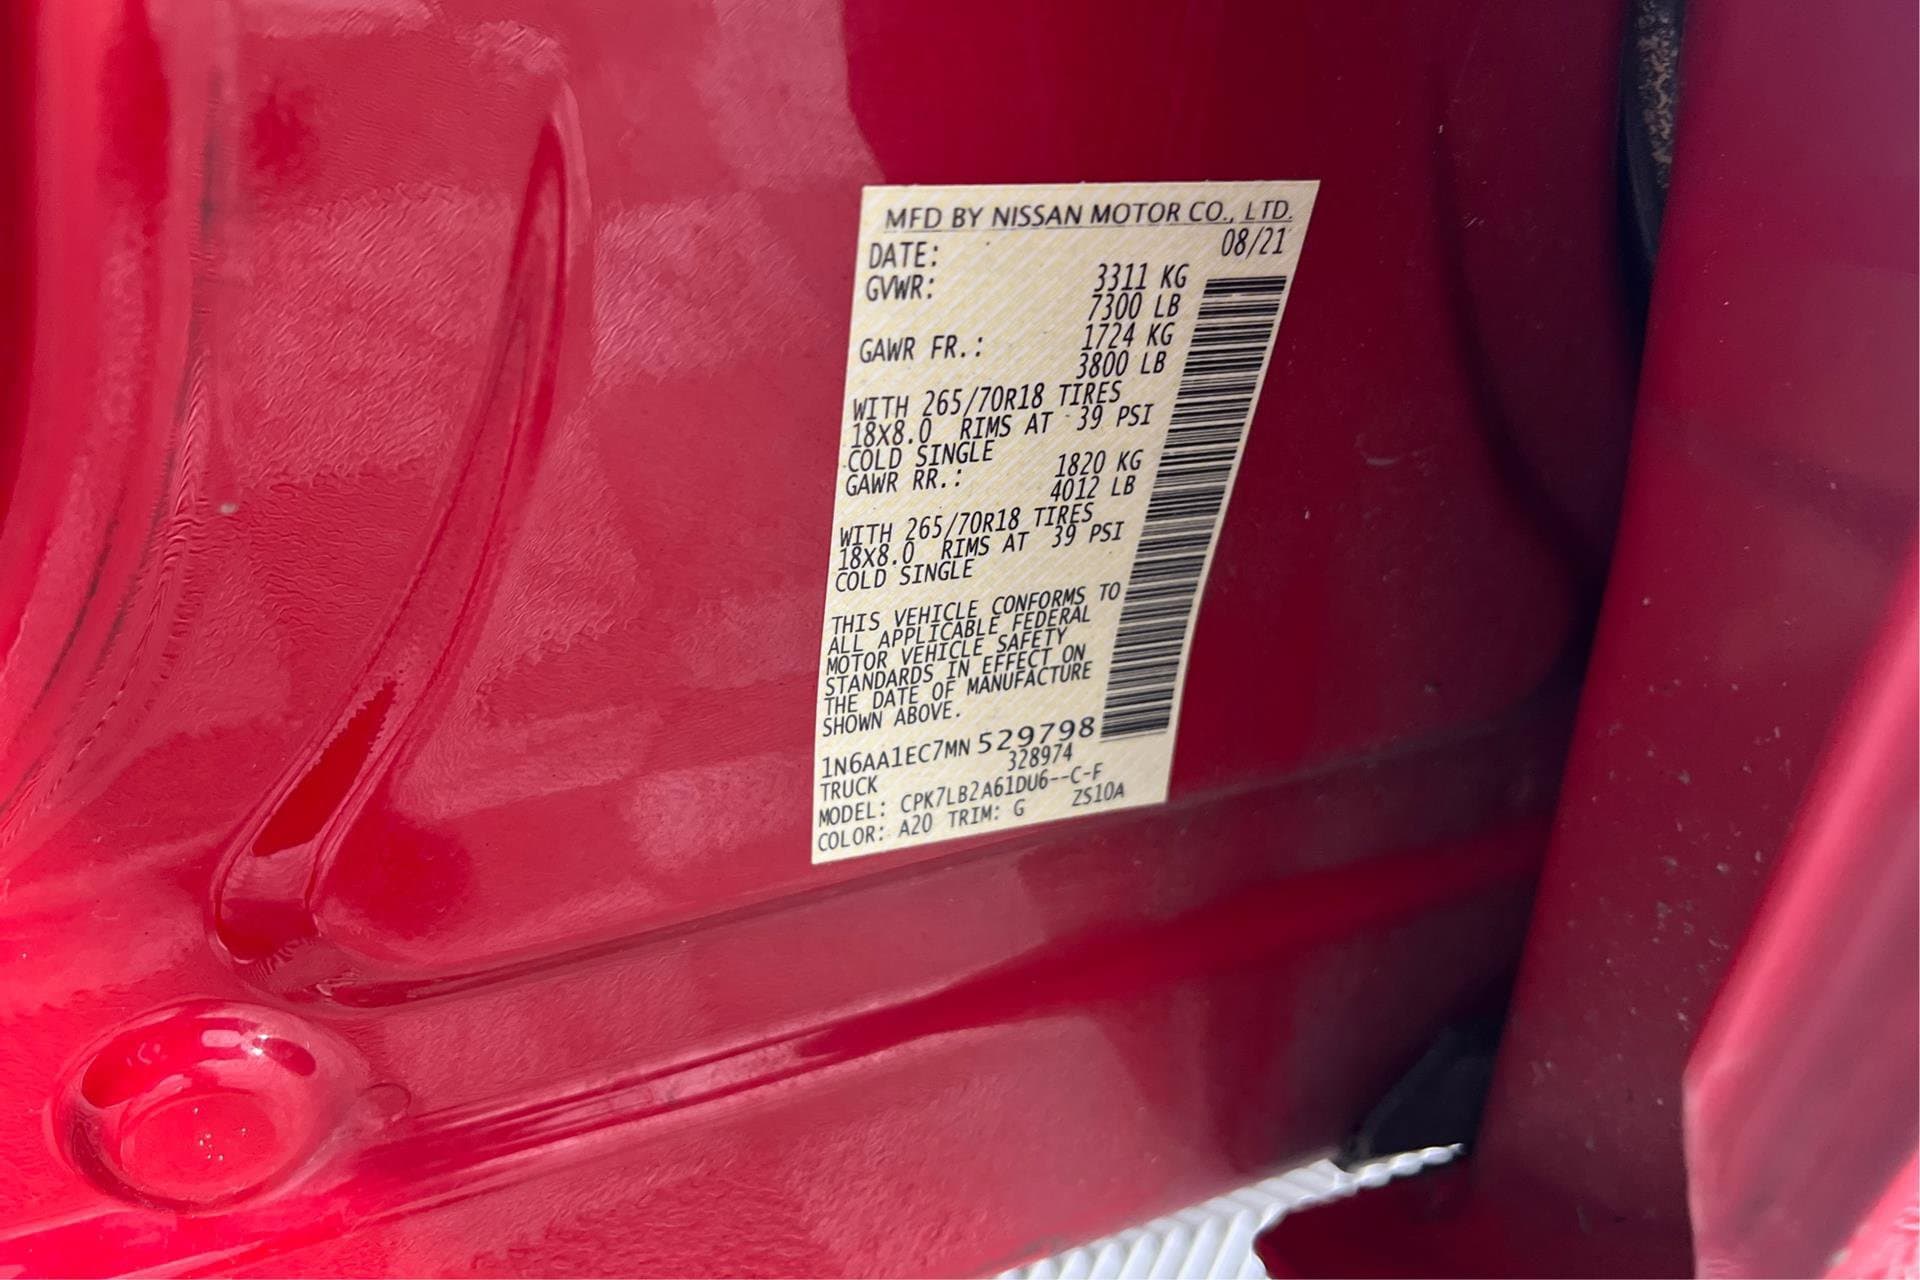 MFD BY NISSAN MOTOR CO., LTD.
DATE: 08/21
GVWR: 3311 KG
7300 LB
GAWR FR.: 1724 KG
3800 LB
WITH 265/70R18 TIRES
18X8.0 RIMS AT 39 PSI
COLD SINGLE
GAWR RR.: 1820 KG
4012 LB
WITH 265/70R18 TIRES
18X8.0 RIMS AT 39 PSI
COLD SINGLE
THIS VEHICLE CONFORMS TO
ALL APPLICABLE FEDERAL
MOTOR VEHICLE SAFETY
STANDARDS IN EFFECT ON
THE DATE OF MANUFACTURE
SHOWN ABOVE.
1N6AA1EC7MN 529798
TRUCK 328974
MODEL: CPK7LB2A61DU6--C-F
COLOR: A20 TRIM: G ZS10A